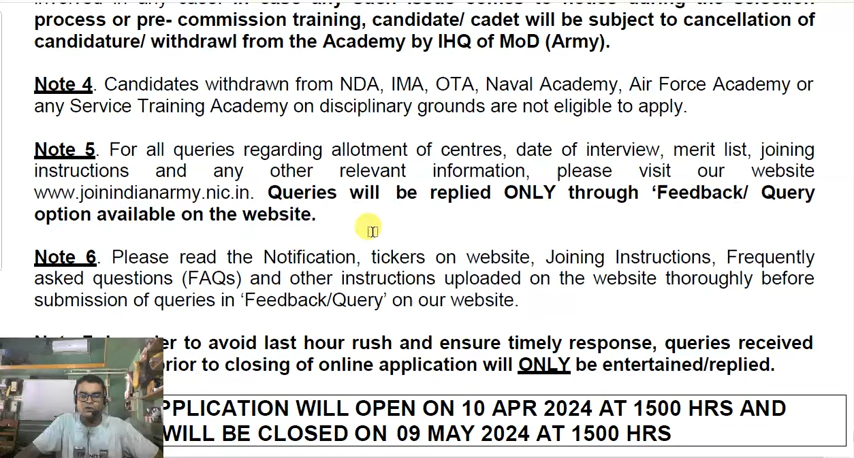 process or pre- commission training, candidate/ cadet will be subject to cancellation of
candidature/ withdrawl from the Academy by IHQ of MoD (Army).
Note 4. Candidates withdrawn from NDA, IMA, OTA, Naval Academy, Air Force Academy or
any Service Training Academy on disciplinary grounds are not eligible to apply.
Note 5. For all queries regarding allotment of centres, date of interview, merit list, joining
instructions and any other relevant information, please visit our website
www.joinindianarmy.nic.in. Queries will be replied ONLY through ‘Feedback/ Query
option available on the website.
Note 6. Please read the Notification, tickers on website, Joining Instructions, Frequently
asked questions (FAQs) and other instructions uploaded on the website thoroughly before
submission of queries in ‘Feedback/Query’ on our website.
to avoid last hour rush and ensure timely response, queries received
prior to closing of online application will ONLY be entertained/replied.
PPLICATION WILL OPEN ON 10 APR 2024 AT 1500 HRS AND
WILL BE CLOSED ON 09 MAY 2024 AT 1500 HRS